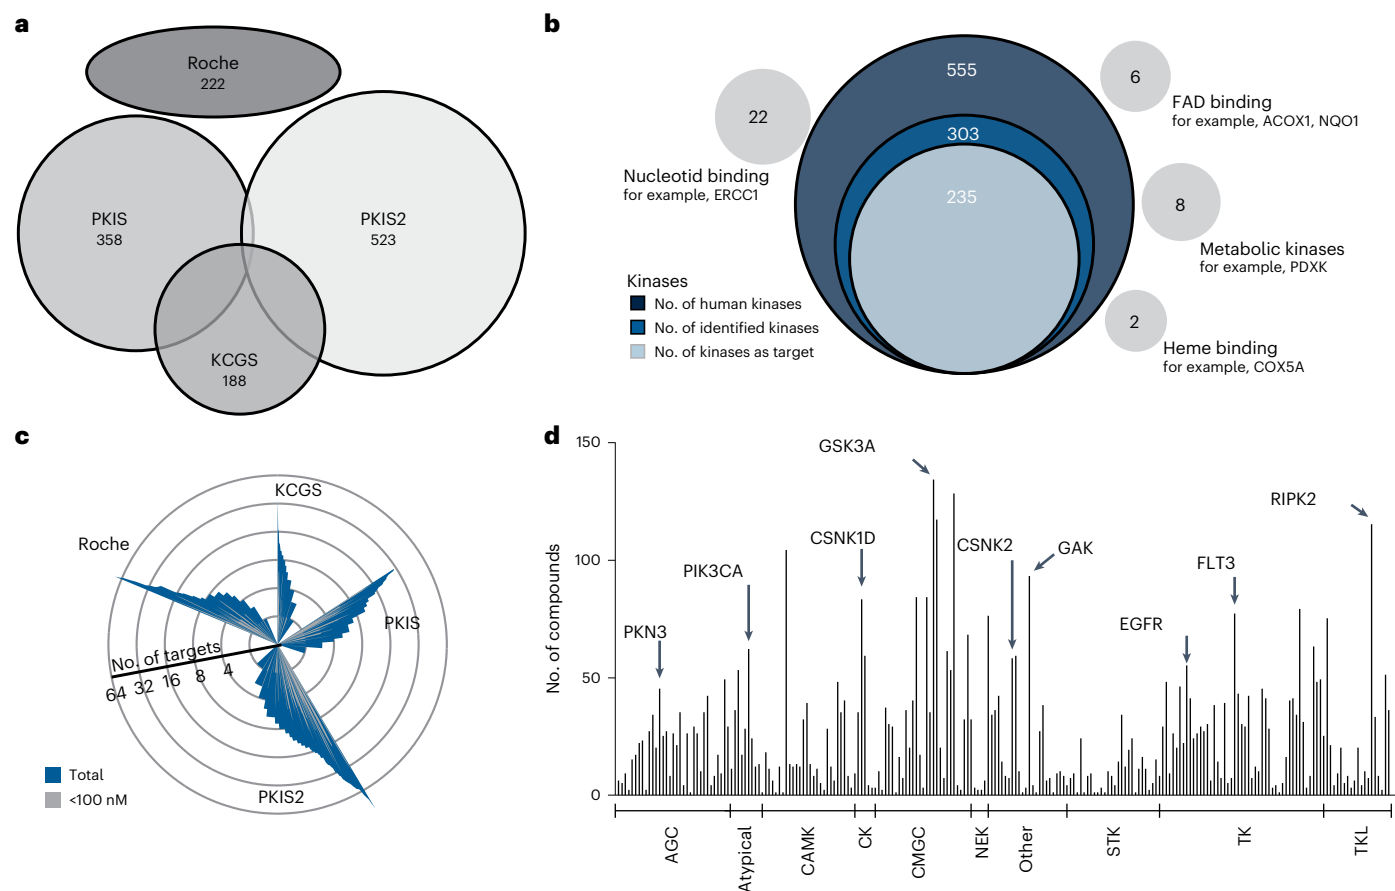 a
Roche
222
PKIS
358
PKIS2
523
KCGS
188
b
555
303
235
22
Nucleotid binding
for example, ERCC1
6
FAD binding
for example, ACOX1, NQO1
8
Metabolic kinases
for example, PDXK
2
Heme binding
for example, COX5A
Kinases
No. of human kinases
No. of identified kinases
No. of kinases as target
c
KCGS
Roche
PKIS
No. of targets
64 32 16 8 4
PKIS2
Total
<100 nM
d
No. of compounds
150
100
50
0
PKN3
PIK3CA
CSNK1D
GSK3A
CSNK2
GAK
EGFR
FLT3
RIPK2
AGC
Atypical
CAMK
CK
CMGC
NEK
Other
STK
TK
TKL